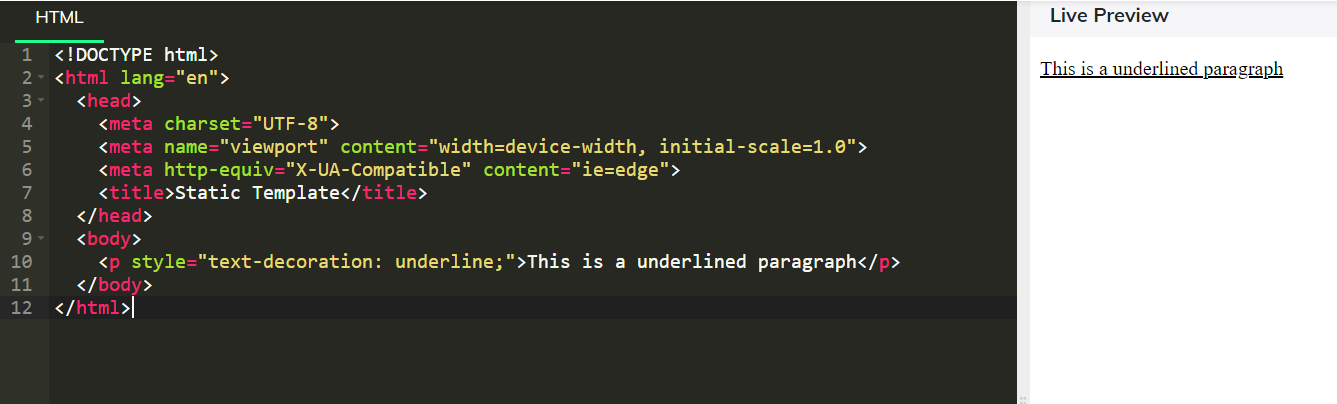 HTML
1 <!DOCTYPE html>
2 <html lang="en">
3 <head>
4 <meta charset="UTF-8">
5 <meta name="viewport" content="width=device-width, initial-scale=1.0">
6 <meta http-equiv="X-UA-Compatible" content="ie=edge">
7 <title>Static Template</title>
8 </head>
9 <body>
10 <p style="text-decoration: underline;">This is a underlined paragraph</p>
11 </body>
12 </html>
Live Preview
This is a underlined paragraph